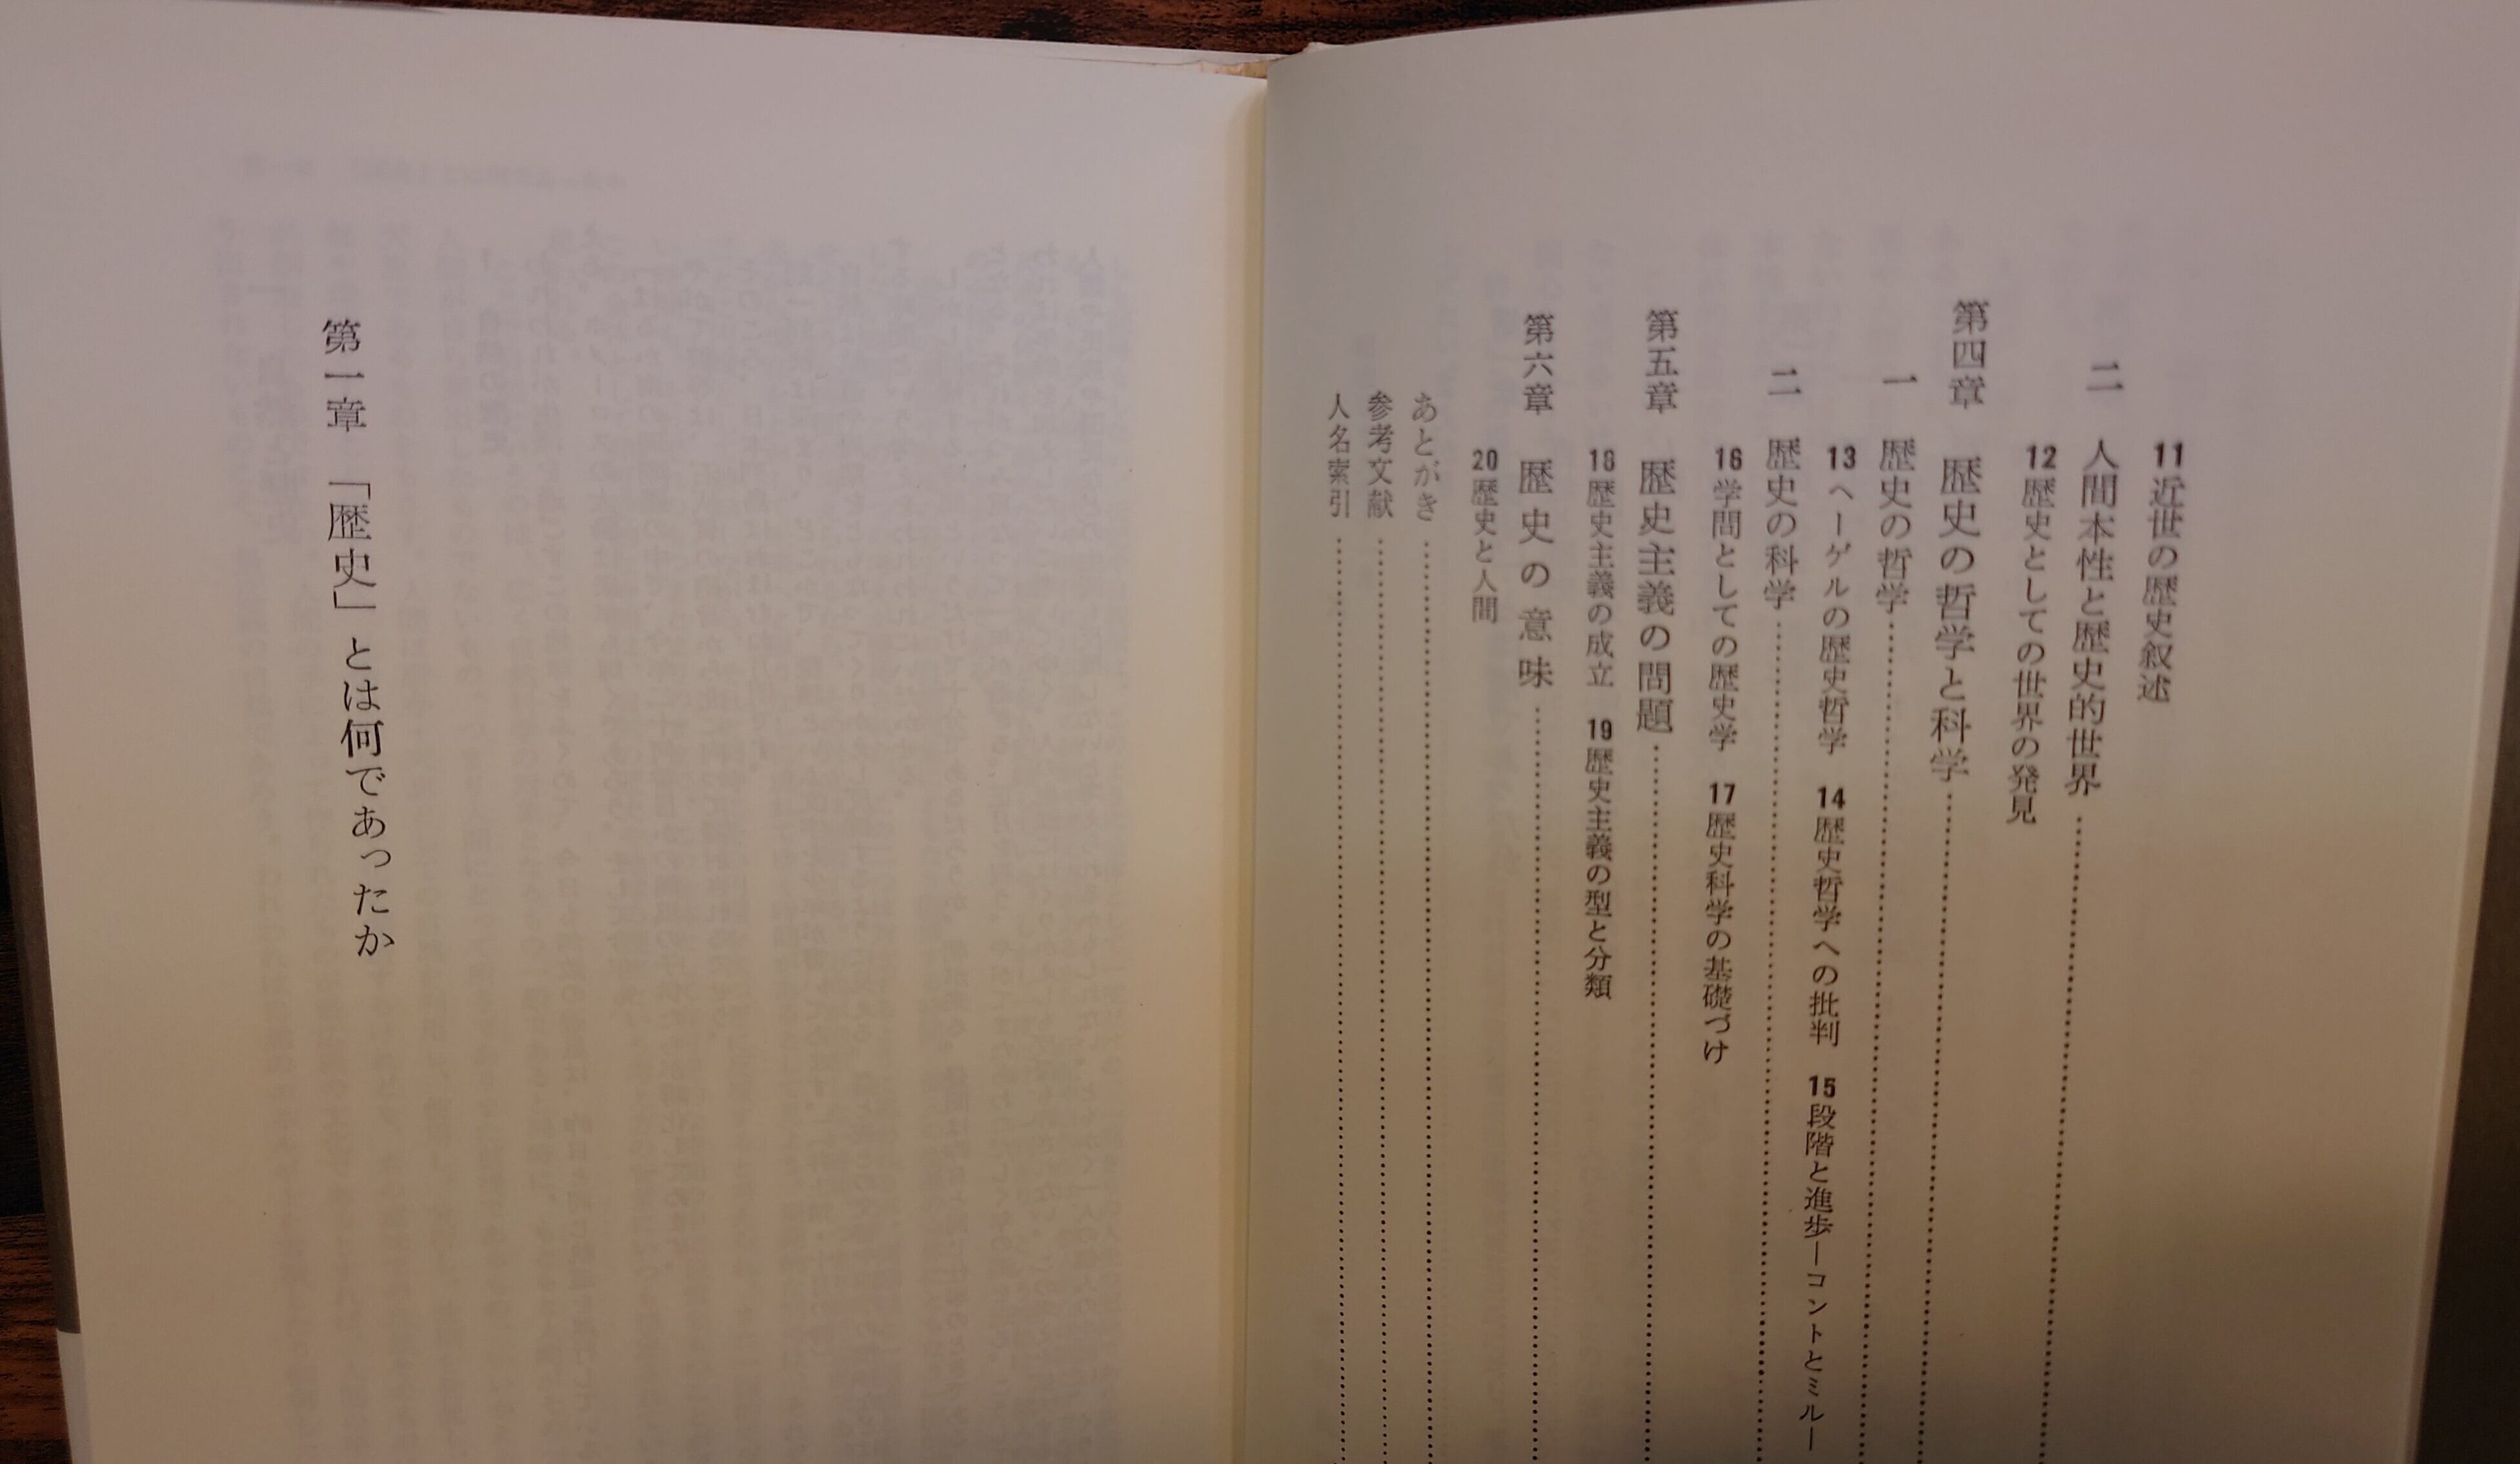 11 近世の歴史叙述
二 人間本性と歴史的世界
12 歴史としての世界の発見
第四章 歴史の哲学と科学
一 歴史の哲学
13 ヘーゲルの歴史哲学 14 歴史哲学への批判 15 段階と進歩—コントとミル—
二 歴史の科学
16 学問としての歴史学 17 歴史科学の基礎づけ
第五章 歴史主義の問題
18 歴史主義の成立 19 歴史主義の型と分類
第六章 歴史の意味
20 歴史と人間
あとがき
参考文献
人名索引
第一章 「歴史」とは何であったか